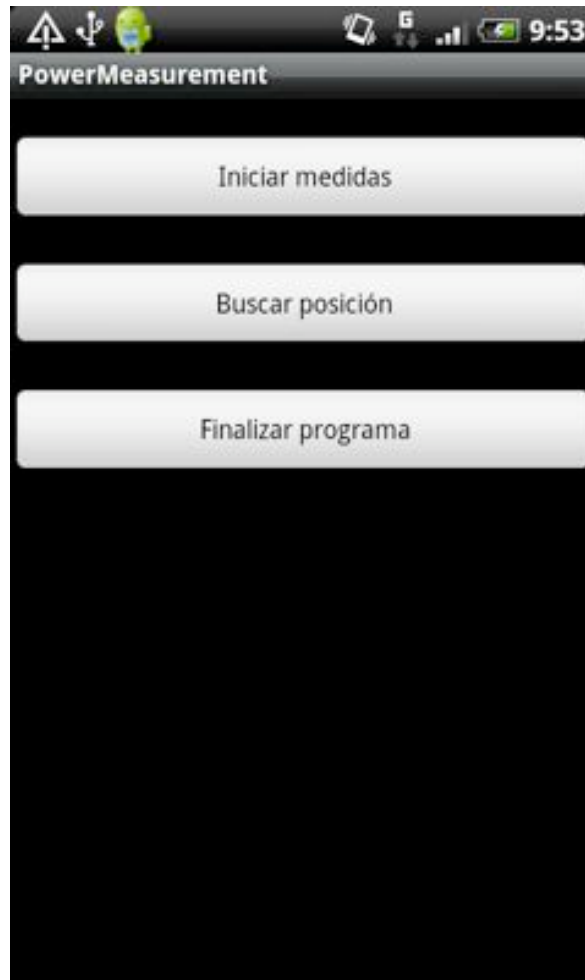 G 9:53
PowerMeasurement
Iniciar medidas
Buscar posición
Finalizar programa